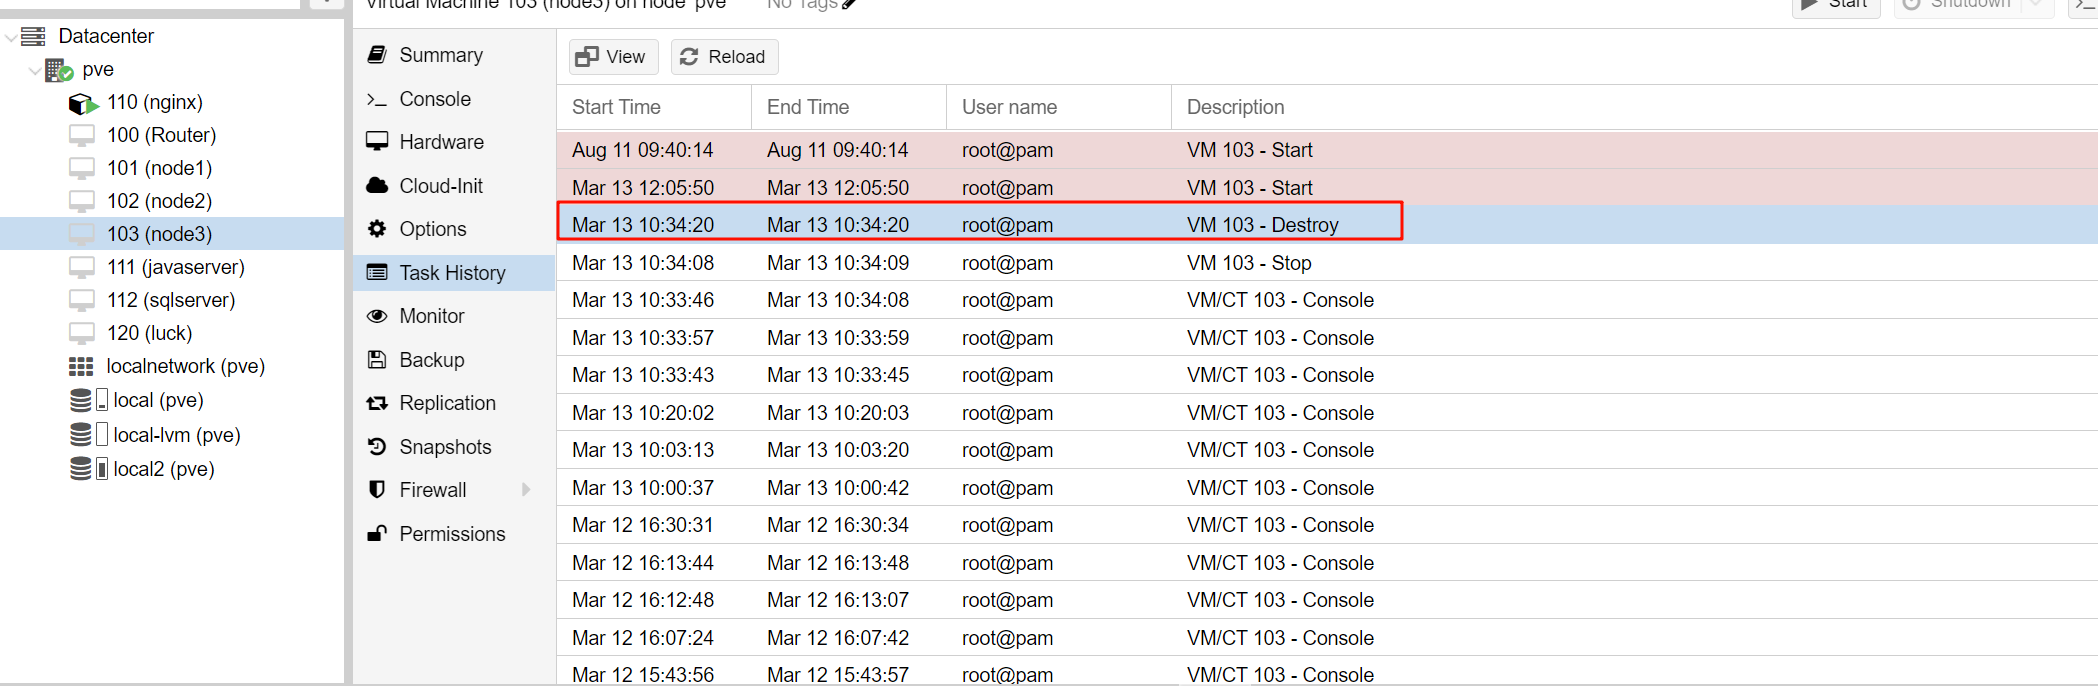 Virtual Machine 103 (node3) on node 'pve'
No Tags
Start
Shutdown
Datacenter
pve
110 (nginx)
100 (Router)
101 (node1)
102 (node2)
103 (node3)
111 (javaserver)
112 (sqlserver)
120 (luck)
localnetwork (pve)
local (pve)
local-lvm (pve)
local2 (pve)
Summary
Console
Hardware
Cloud-Init
Options
Task History
Monitor
Backup
Replication
Snapshots
Firewall
Permissions
View
Reload
Start Time End Time User name Description
Aug 11 09:40:14 Aug 11 09:40:14 root@pam VM 103 - Start
Mar 13 12:05:50 Mar 13 12:05:50 root@pam VM 103 - Start
Mar 13 10:34:20 Mar 13 10:34:20 root@pam VM 103 - Destroy
Mar 13 10:34:08 Mar 13 10:34:09 root@pam VM 103 - Stop
Mar 13 10:33:46 Mar 13 10:34:08 root@pam VM/CT 103 - Console
Mar 13 10:33:57 Mar 13 10:33:59 root@pam VM/CT 103 - Console
Mar 13 10:33:43 Mar 13 10:33:45 root@pam VM/CT 103 - Console
Mar 13 10:20:02 Mar 13 10:20:03 root@pam VM/CT 103 - Console
Mar 13 10:03:13 Mar 13 10:03:20 root@pam VM/CT 103 - Console
Mar 13 10:00:37 Mar 13 10:00:42 root@pam VM/CT 103 - Console
Mar 12 16:30:31 Mar 12 16:30:34 root@pam VM/CT 103 - Console
Mar 12 16:13:44 Mar 12 16:13:48 root@pam VM/CT 103 - Console
Mar 12 16:12:48 Mar 12 16:13:07 root@pam VM/CT 103 - Console
Mar 12 16:07:24 Mar 12 16:07:42 root@pam VM/CT 103 - Console
Mar 12 15:43:56 Mar 12 15:43:57 root@pam VM/CT 103 - Console